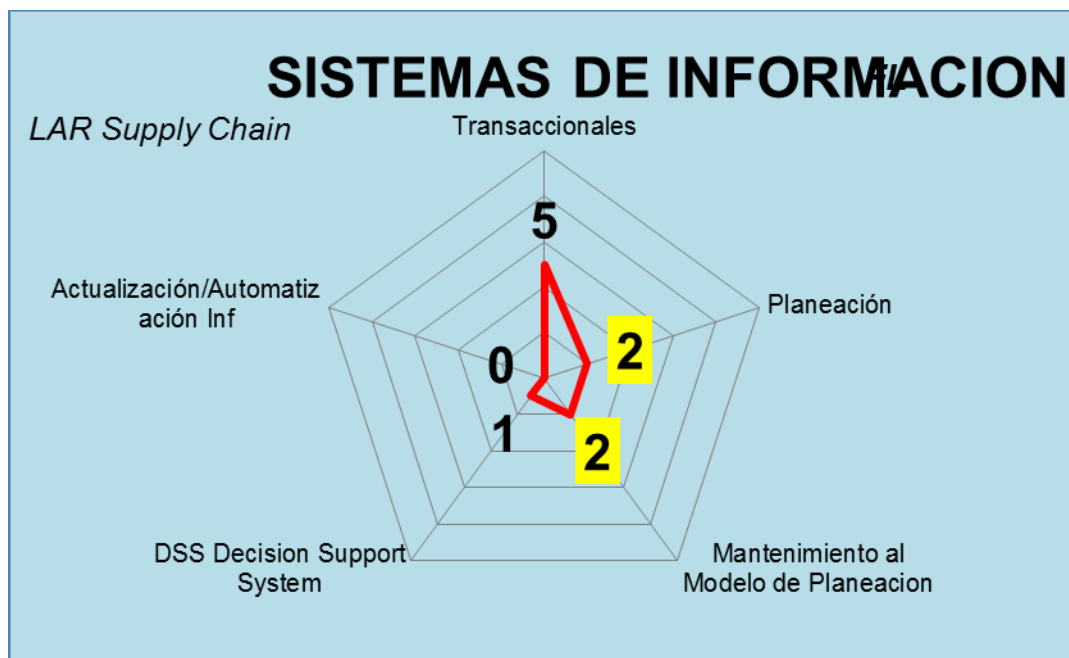 SISTEMAS DE INFORMACION
LAR Supply Chain
Transaccionales
5
Actualización/Automatiz
ación Inf
Planeación
2
0
1
2
DSS Decision Support
System
Mantenimiento al
Modelo de Planeacion